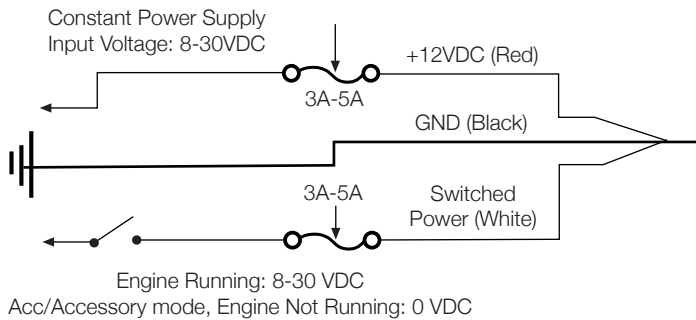 Constant Power Supply
Input Voltage: 8-30VDC
+12VDC (Red)
3A-5A
GND (Black)
3A-5A
Switched
Power (White)
Engine Running: 8-30 VDC
Acc/Accessory mode, Engine Not Running: 0 VDC